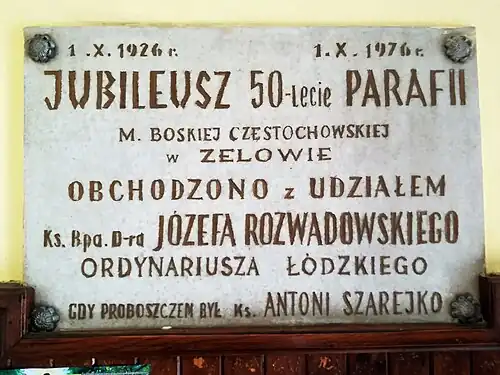 1.X.1926 r. 1.X.1976 r.
JUBILEUSZ 50-lecie PARAFII
M. BOSKIEJ CZĘSTOCHOWSKIEJ
w ZELOWIE
OBCHODZONO z UDZIAŁEM
Ks. Bpa. D-ra JÓZEFA ROZWADOWSKIEGO
ORDYNARIUSZA ŁÓDZKIEGO
GDY PROBOSZCZEM BYŁ Ks. ANTONI SZAREJKO